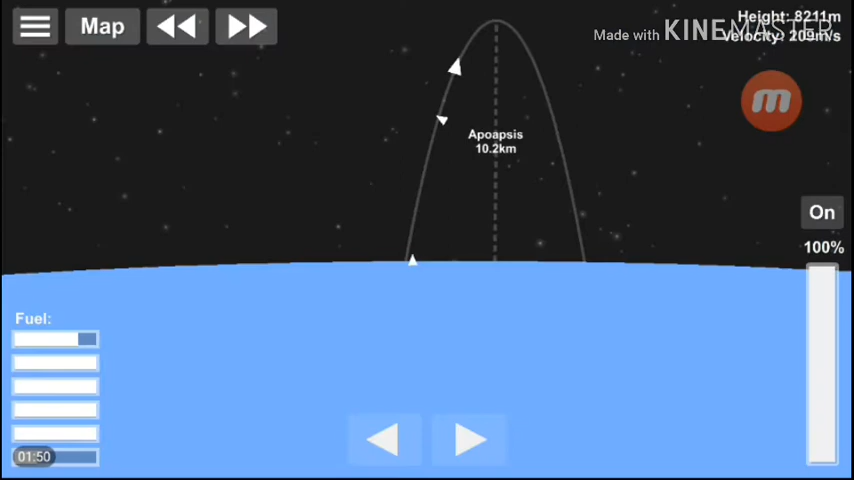 Map
Height: 8211m
Made with KINEMASTER
Velocity: 209m/s
Apoapsis
10.2km
On
100%
Fuel:
01:50